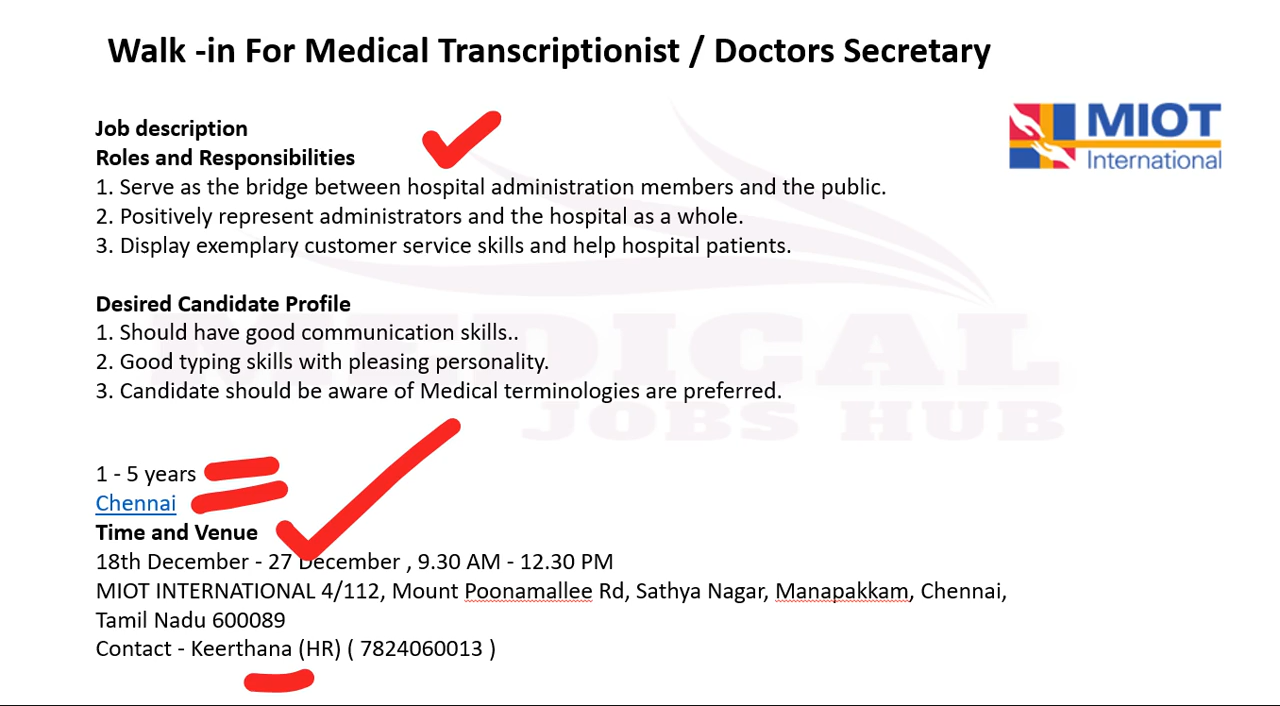 Walk -in For Medical Transcriptionist / Doctors Secretary
MIOT
International
Job description
Roles and Responsibilities
1. Serve as the bridge between hospital administration members and the public.
2. Positively represent administrators and the hospital as a whole.
3. Display exemplary customer service skills and help hospital patients.
Desired Candidate Profile
1. Should have good communication skills..
2. Good typing skills with pleasing personality.
3. Candidate should be aware of Medical terminologies are preferred.
MEDICAL
JOBS HUB
1 - 5 years
Chennai
Time and Venue
18th December - 27 December , 9.30 AM - 12.30 PM
MIOT INTERNATIONAL 4/112, Mount Poonamallee Rd, Sathya Nagar, Manapakkam, Chennai,
Tamil Nadu 600089
Contact - Keerthana (HR) ( 7824060013 )